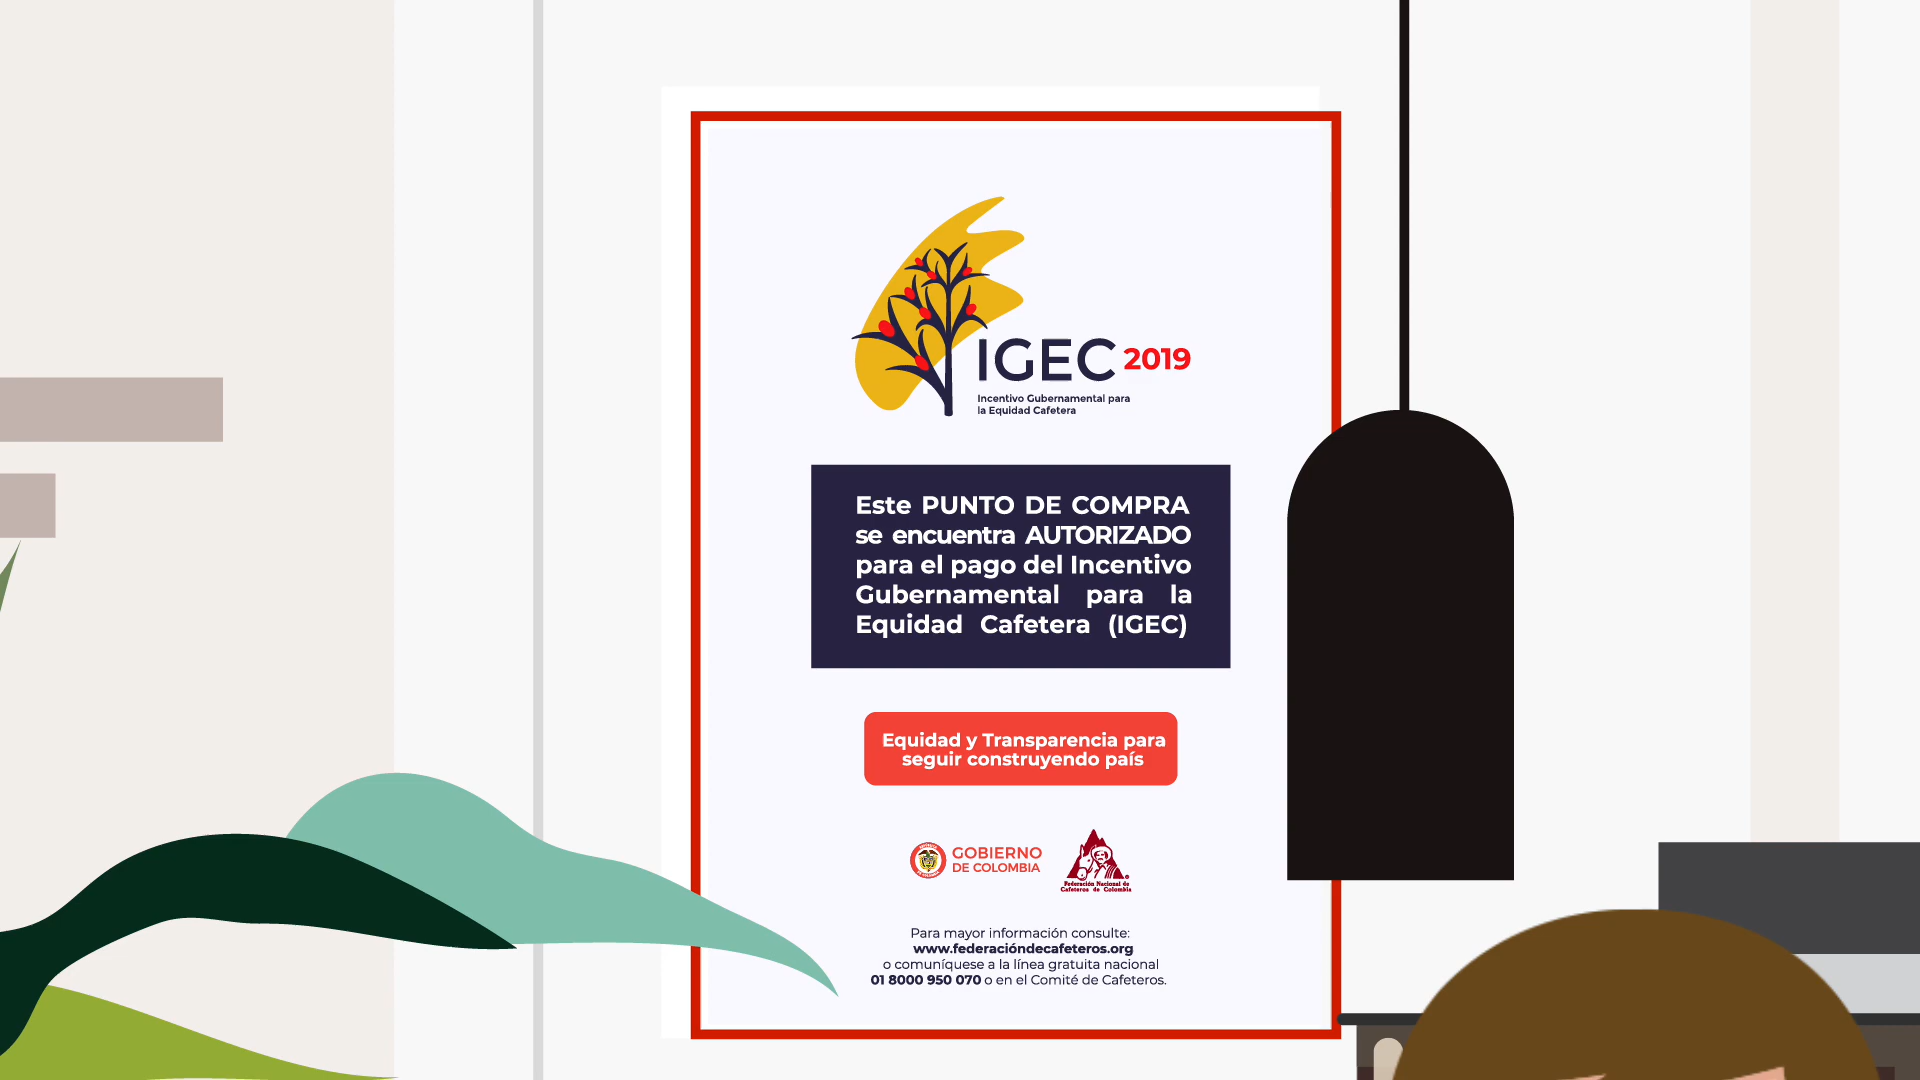 IGEC 2019
Incentivo Gubernamental para
la Equidad Cafetera
Este PUNTO DE COMPRA
se encuentra AUTORIZADO
para el pago del Incentivo
Gubernamental para la
Equidad Cafetera (IGEC)
Equidad y Transparencia para
seguir construyendo país
GOBIERNO
DE COLOMBIA
Federación Nacional de
Cafeteros de Colombia
Para mayor información consulte:
www.federacióndecafeteros.org
o comuníquese a la línea gratuita nacional
01 8000 950 070 o en el Comité de Cafeteros.